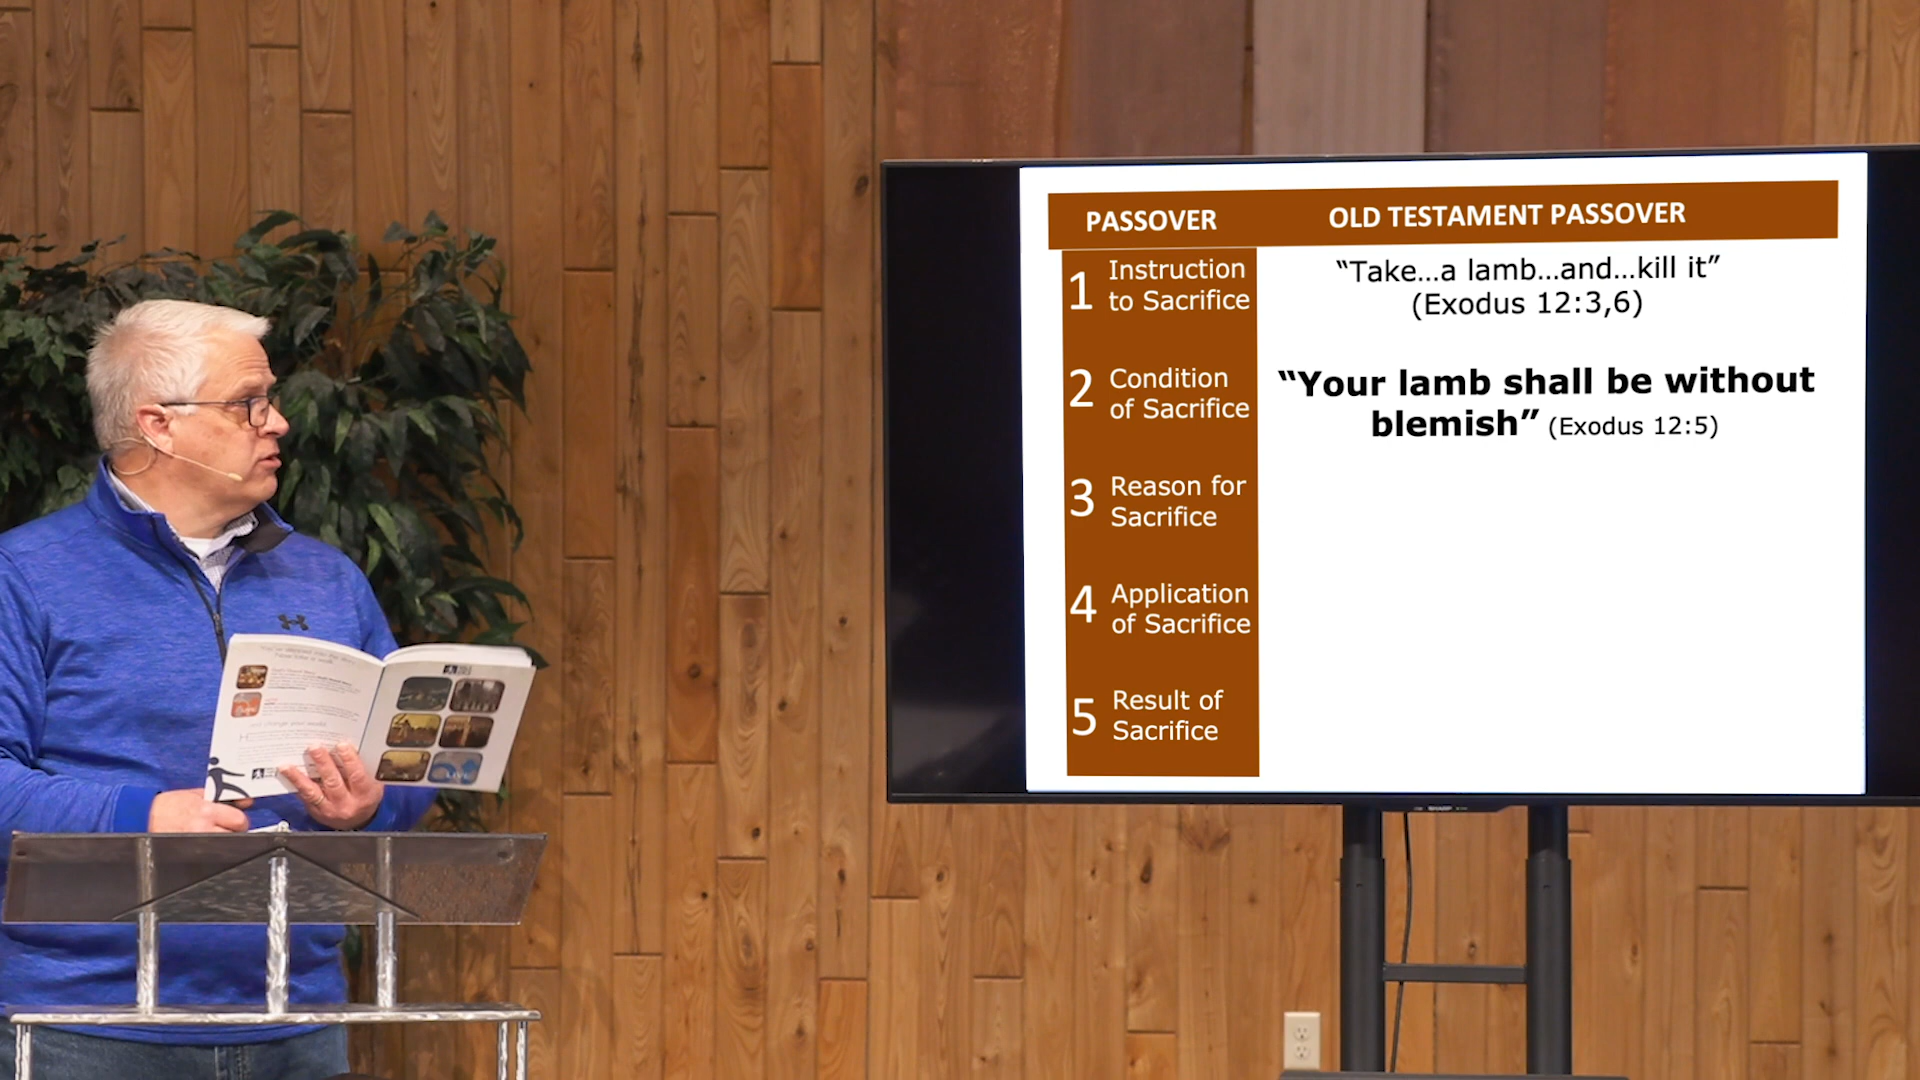 PASSOVER OLD TESTAMENT PASSOVER
1 Instruction
to Sacrifice
“Take...a lamb...and...kill it”
(Exodus 12:3,6)
2 Condition
of Sacrifice
“Your lamb shall be without
blemish” (Exodus 12:5)
3 Reason for
Sacrifice
4 Application
of Sacrifice
5 Result of
Sacrifice
SHARP
LIVE